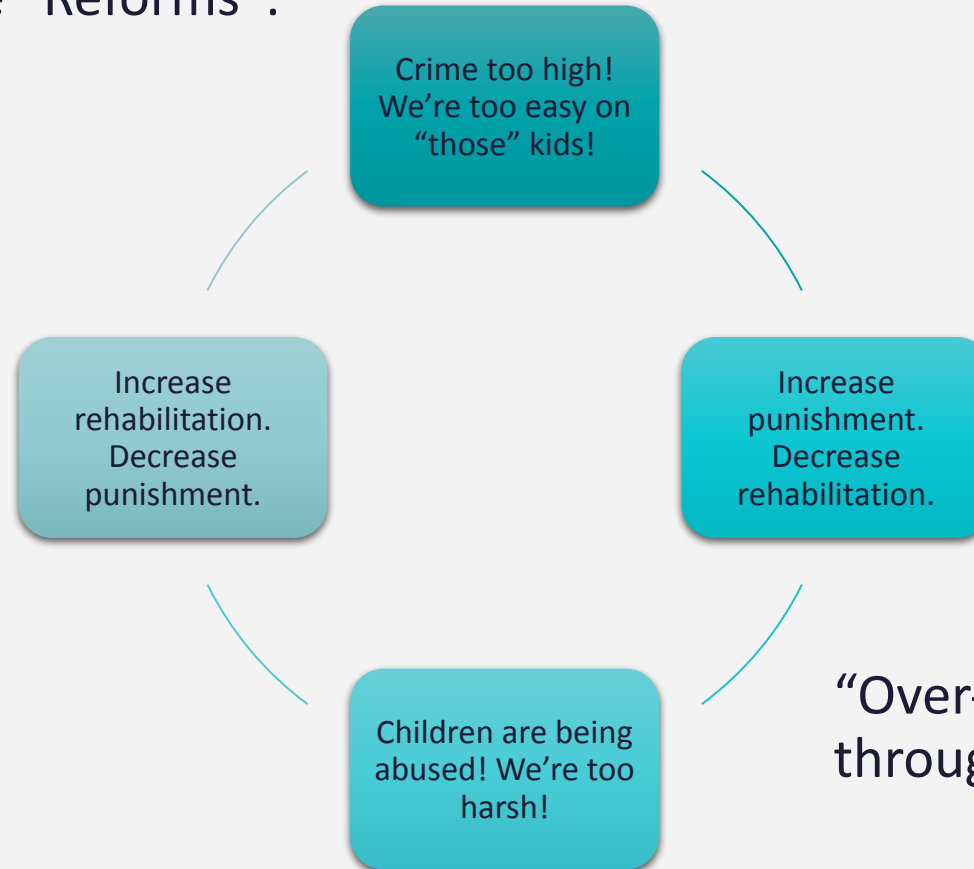 "Reforms".
Crime too high!
We're too easy on
"those" kids!
Increase
rehabilitation.
Decrease
punishment.
Increase
punishment.
Decrease
rehabilitation.
Children are being
abused! We're too
harsh!